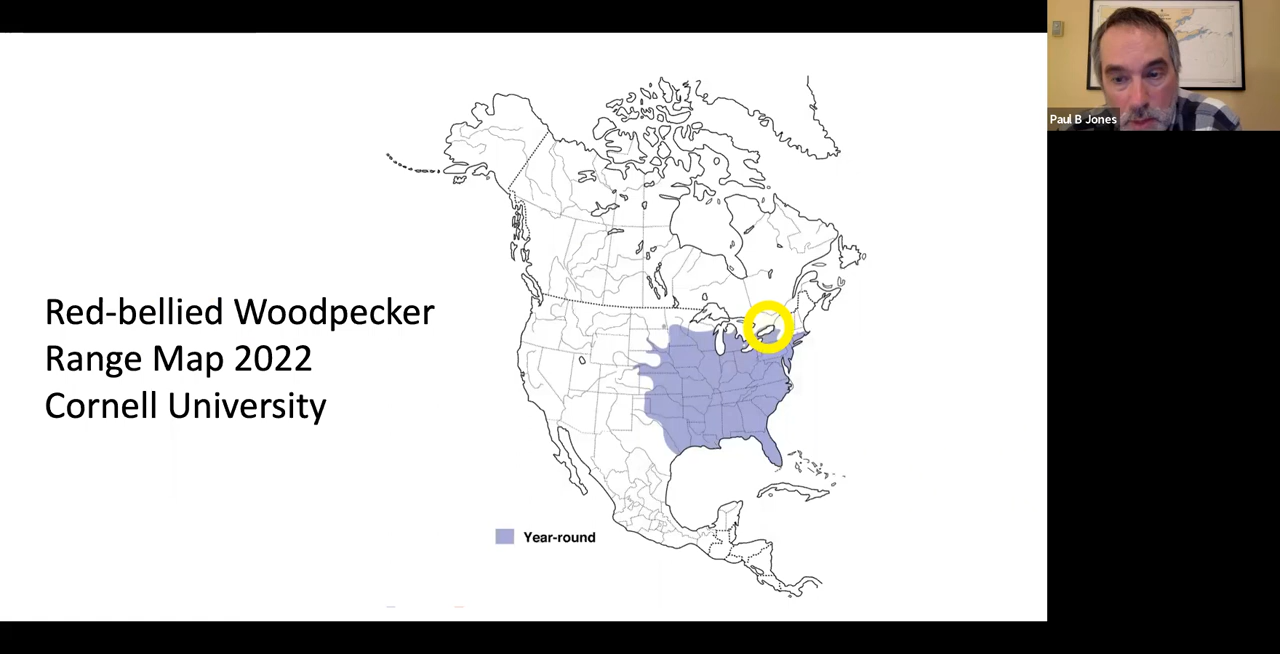 Paul B Jones
Red-bellied Woodpecker
Range Map 2022
Cornell University
Year-round